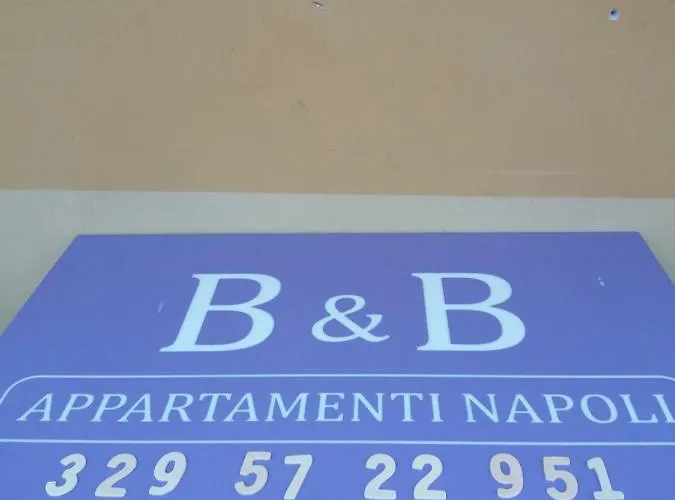 B & B
APPARTAMENTI NAPOLI
329 57 22 951